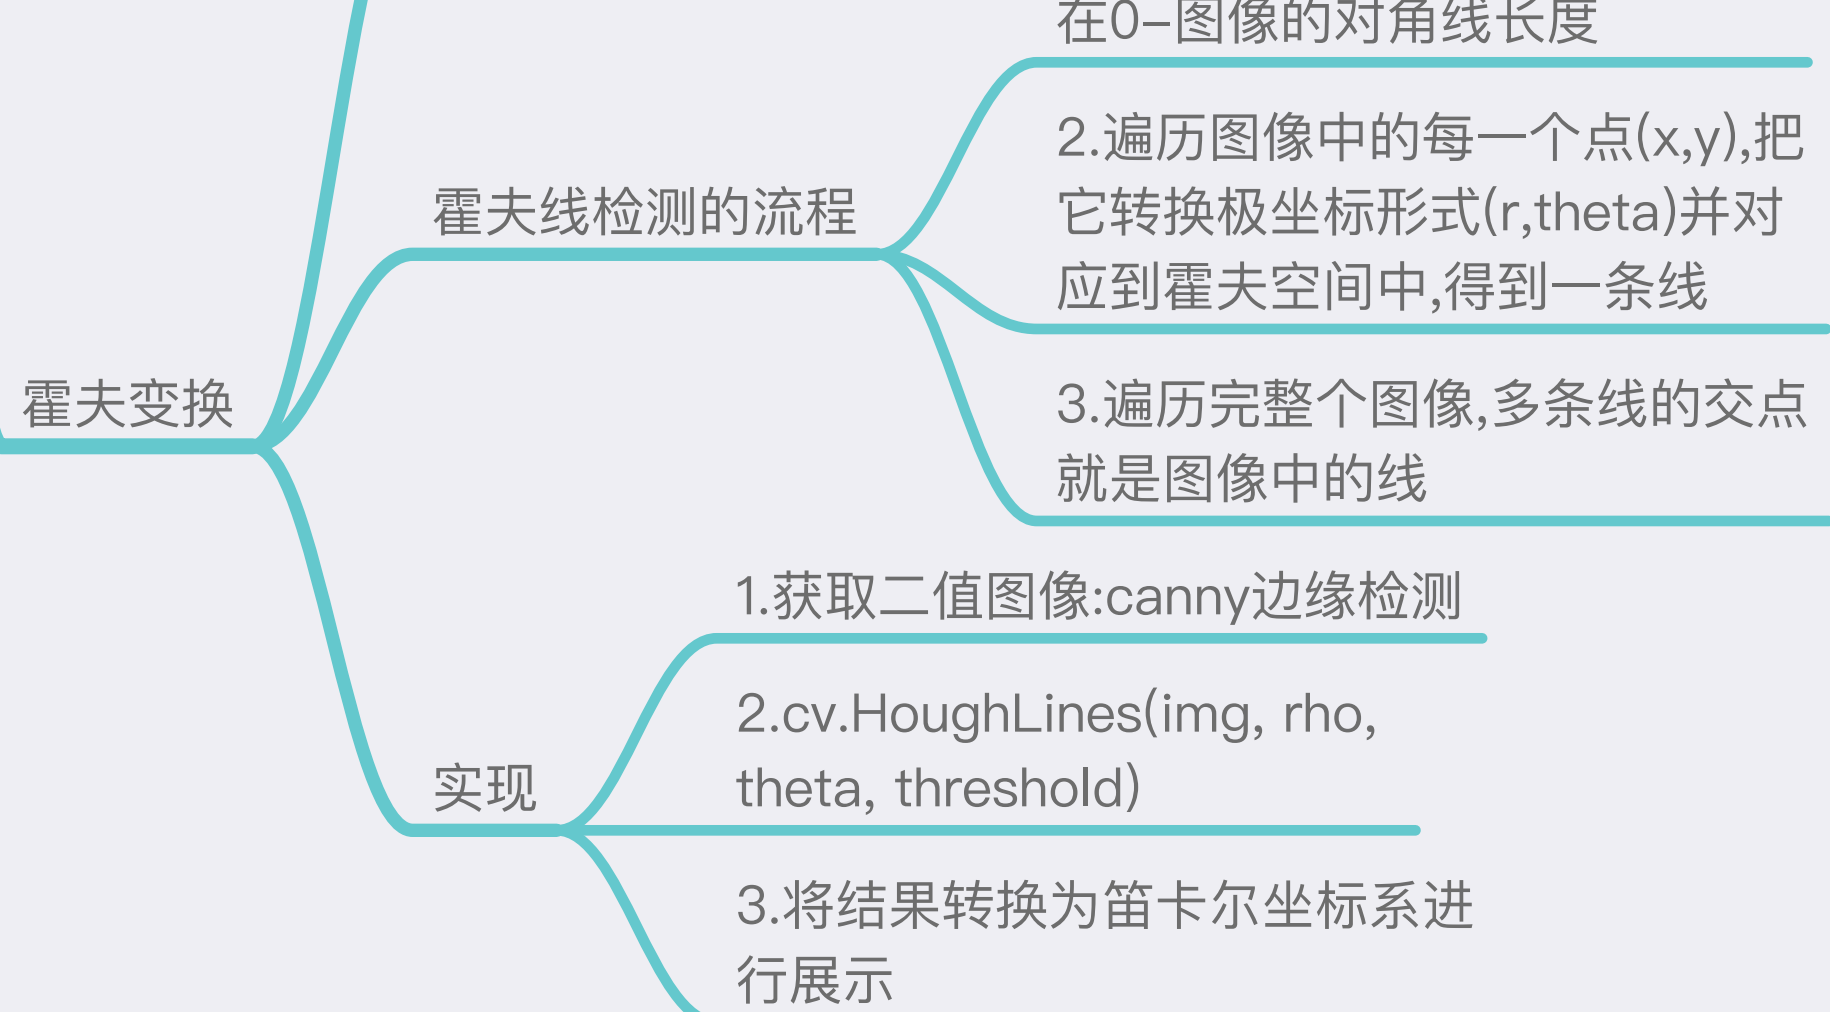 在0-图像的对角线长度
2.遍历图像中的每一个点(x,y),把
它转换极坐标形式(r,theta)并对
应到霍夫空间中,得到一条线
霍夫线检测的流程
3.遍历完整个图像,多条线的交点
就是图像中的线
霍夫变换
1.获取二值图像:canny边缘检测
2.cv.HoughLines(img, rho,
theta, threshold)
实现
3.将结果转换为笛卡尔坐标系进
行展示